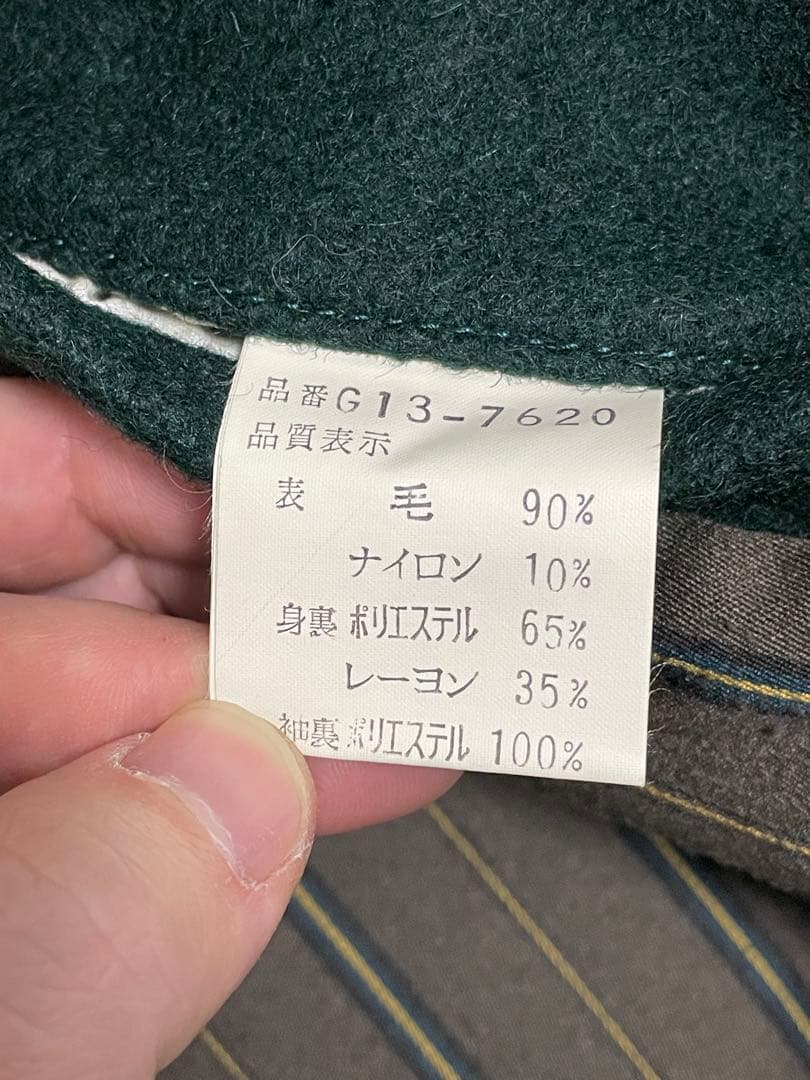 品番G13-7620
品質表示
表 毛 90%
ナイロン 10%
身裏 ポリエステル 65%
レーヨン 35%
袖裏 ポリエステル 100%